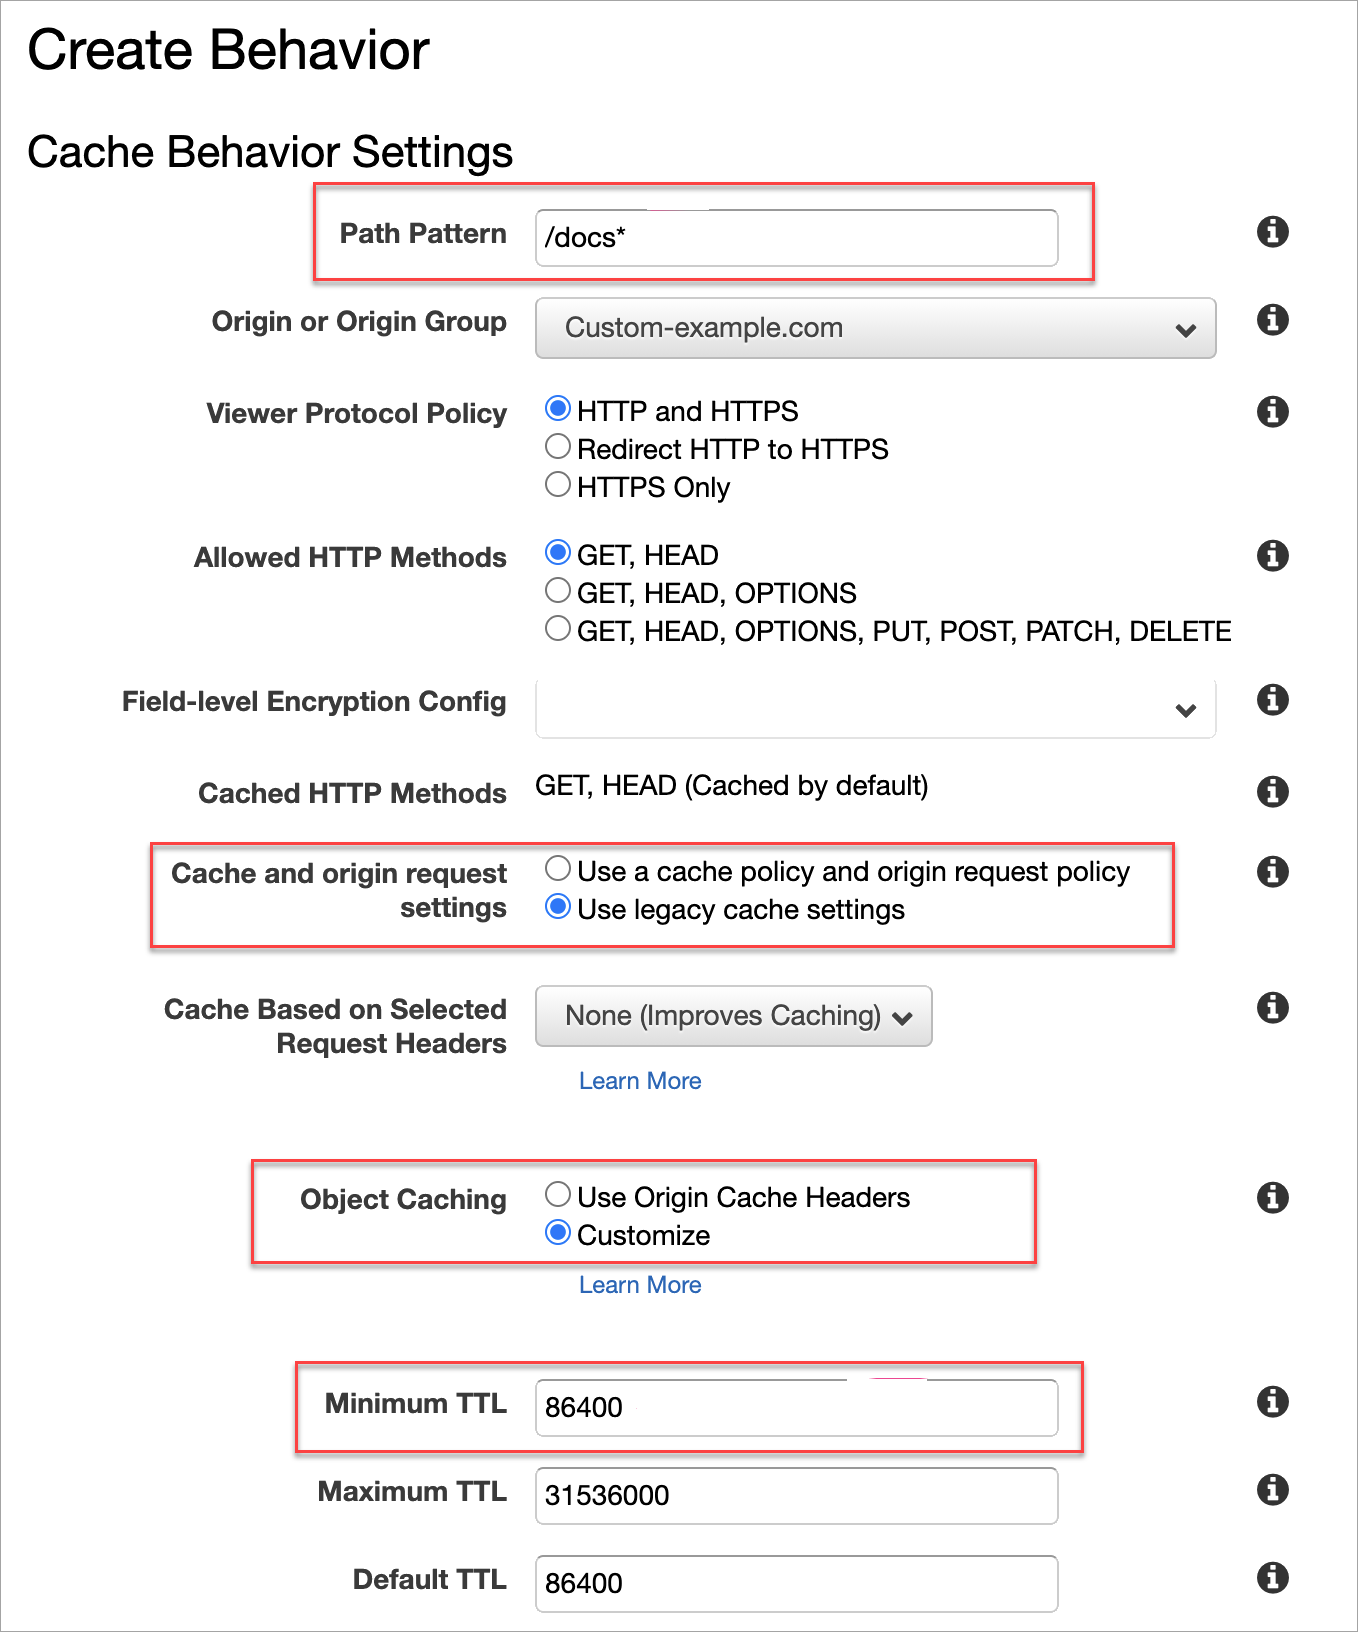 Create Behavior
Cache Behavior Settings
Path Pattern
/docs*
Origin or Origin Group
Custom-example.com
Viewer Protocol Policy
HTTP and HTTPS
Redirect HTTP to HTTPS
HTTPS Only
Allowed HTTP Methods
GET, HEAD
GET, HEAD, OPTIONS
GET, HEAD, OPTIONS, PUT, POST, PATCH, DELETE
Field-level Encryption Config
Cached HTTP Methods
GET, HEAD (Cached by default)
Cache and origin request
settings
Use a cache policy and origin request policy
Use legacy cache settings
Cache Based on Selected
Request Headers
None (Improves Caching)
Learn More
Object Caching
Use Origin Cache Headers
Customize
Learn More
Minimum TTL
86400
Maximum TTL
31536000
Default TTL
86400